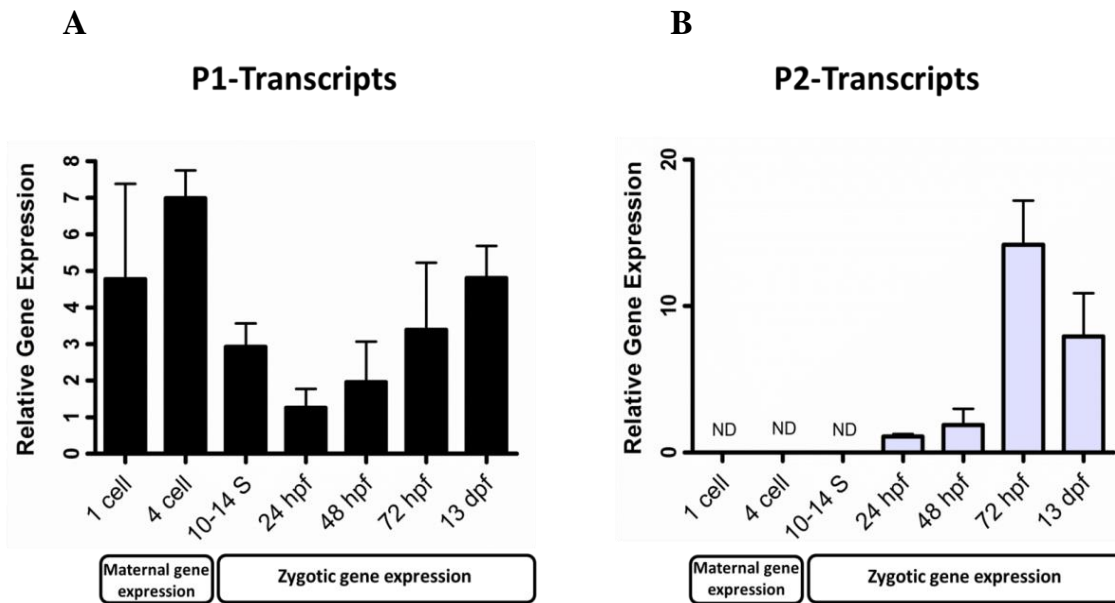 A
P1-Transcripts
Relative Gene Expression
8
7
6
5
4
3
2
1
0
1 cell
4 cell
10-14 S
24 hpf
48 hpf
72 hpf
13 dpf
Maternal gene
expression
Zygotic gene expression
B
P2-Transcripts
Relative Gene Expression
20
10
0
ND
ND
ND
1 cell
4 cell
10-14 S
24 hpf
48 hpf
72 hpf
13 dpf
Maternal gene
expression
Zygotic gene expression